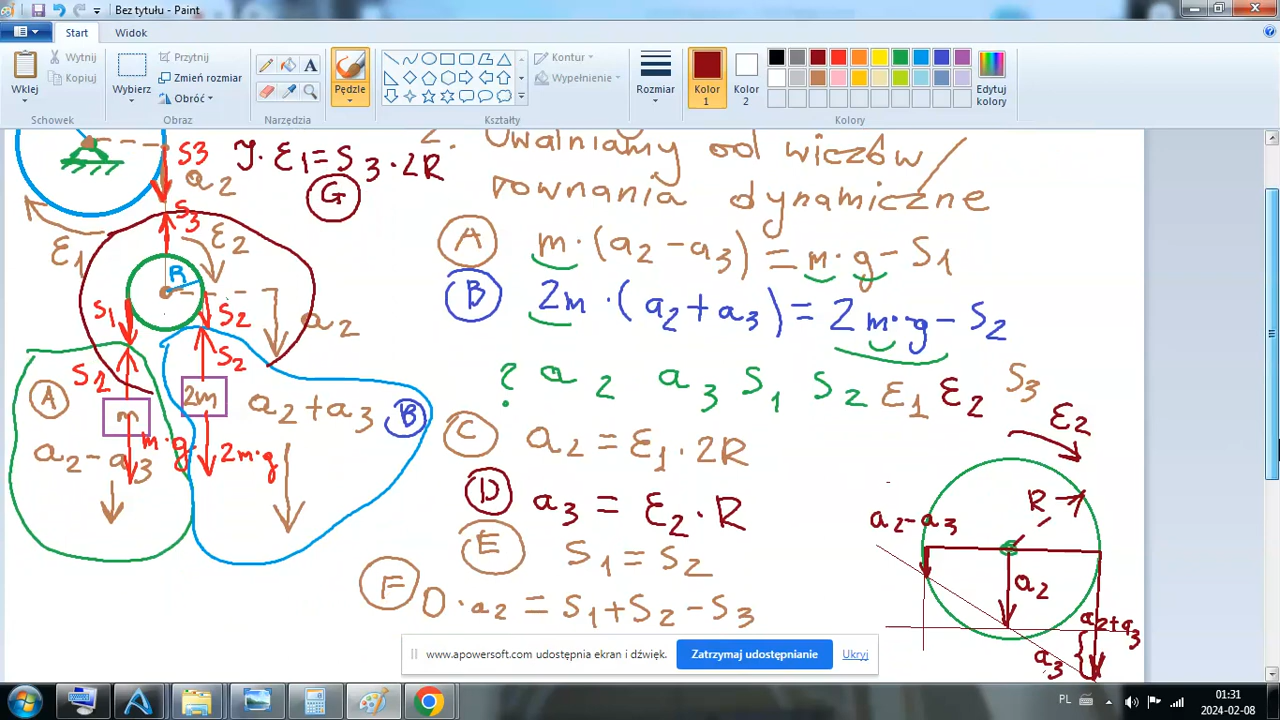 Bez tytułu - Paint
Start
Widok
Wytnij
Kopiuj
Wklej
Schowek
Przytnij
Zmień rozmiar
Obróć
Wybierz
Obraz
Narzędzia
Pędzle
Kształty
Kontur
Wypełnienie
Rozmiar
Kolor 1
Kolor 2
Edytuj kolory
Kolory
2. Uwalniamy od więzów /
rownania dynamiczne
S3
a2
J · ε1 = S3 · 2R
G
S3
ε1
ε2
R
S1
S2
a2
A m · (a2 - a3) = m · g - S1
B 2m · (a2 + a3) = 2m · g - S2
? a2 a3 S1 S2 ε1 ε2 S3
S1
S2
A
m
2m
a2 + a3
B
m·g
2m·g
a2 - a3
C a2 = ε1 · 2R
D a3 = ε2 · R
E S1 = S2
F 0 · a2 = S1 + S2 - S3
ε2
R
a2 - a3
a2
a2 + a3
a3
www.apowersoft.com udostępnia ekran i dźwięk.
Zatrzymaj udostępnianie
Ukryj
PL
01:31
2024-02-08